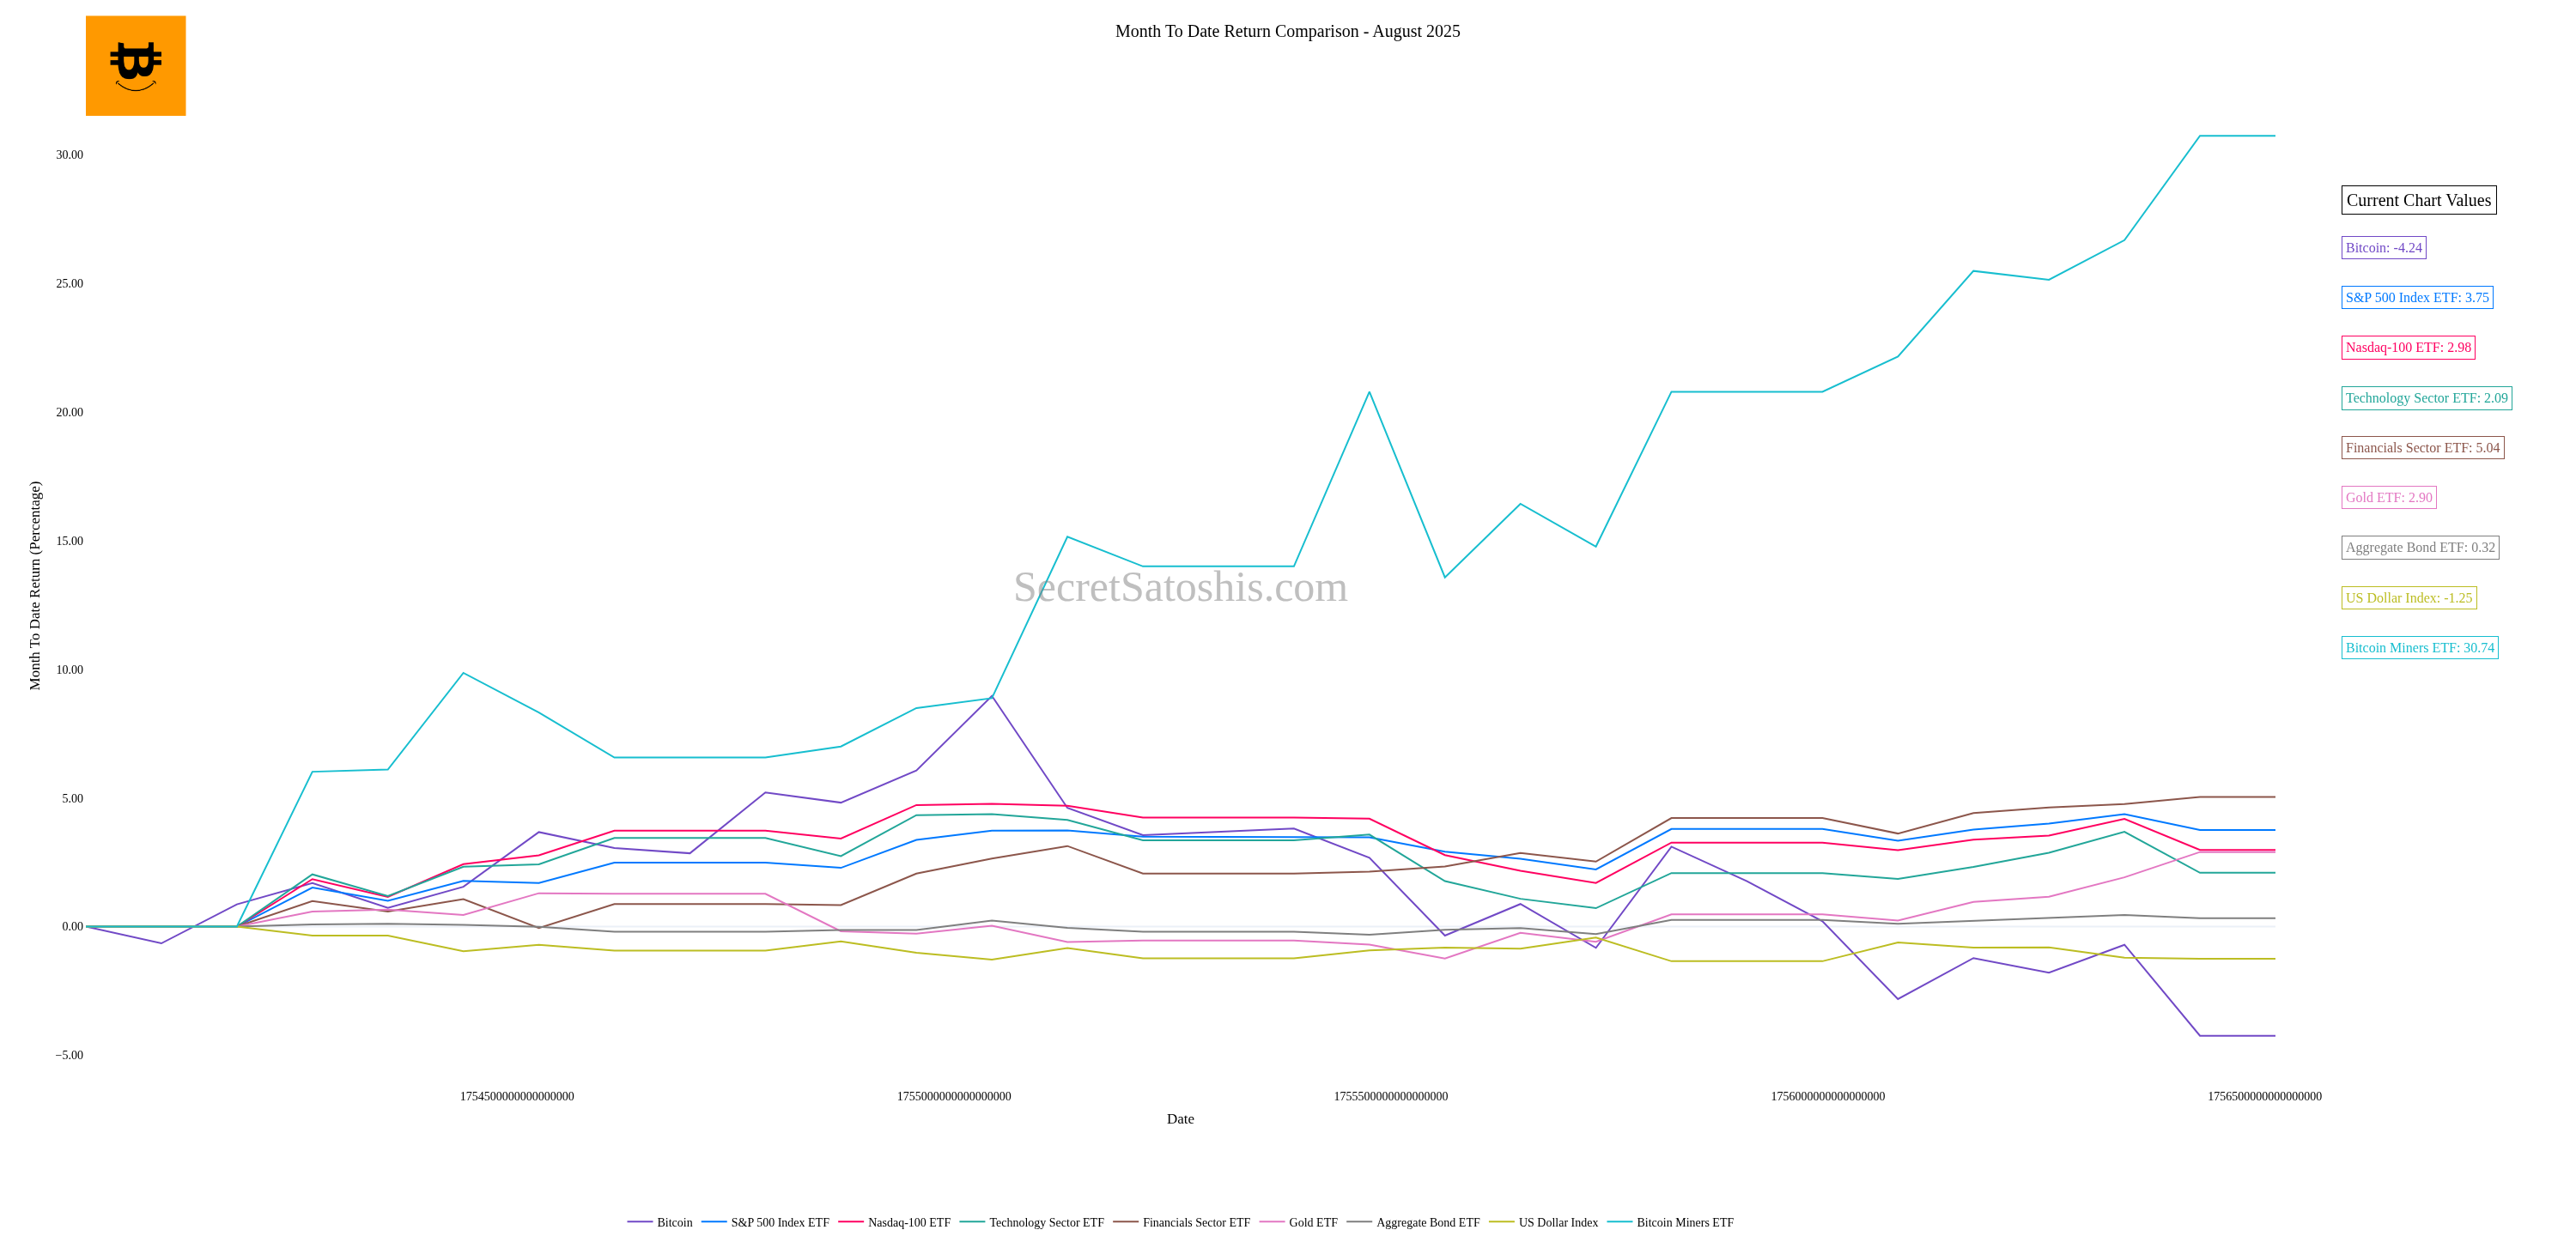 Month To Date Return Comparison - August 2025
30.00
25.00
20.00
15.00
10.00
5.00
0.00
−5.00
Month To Date Return (Percentage)
SecretSatoshis.com
Current Chart Values
Bitcoin: -4.24
S&P 500 Index ETF: 3.75
Nasdaq-100 ETF: 2.98
Technology Sector ETF: 2.09
Financials Sector ETF: 5.04
Gold ETF: 2.90
Aggregate Bond ETF: 0.32
US Dollar Index: -1.25
Bitcoin Miners ETF: 30.74
1754500000000000000 1755000000000000000 1755500000000000000 1756000000000000000 1756500000000000000
Date
Bitcoin S&P 500 Index ETF Nasdaq-100 ETF Technology Sector ETF Financials Sector ETF Gold ETF Aggregate Bond ETF US Dollar Index Bitcoin Miners ETF